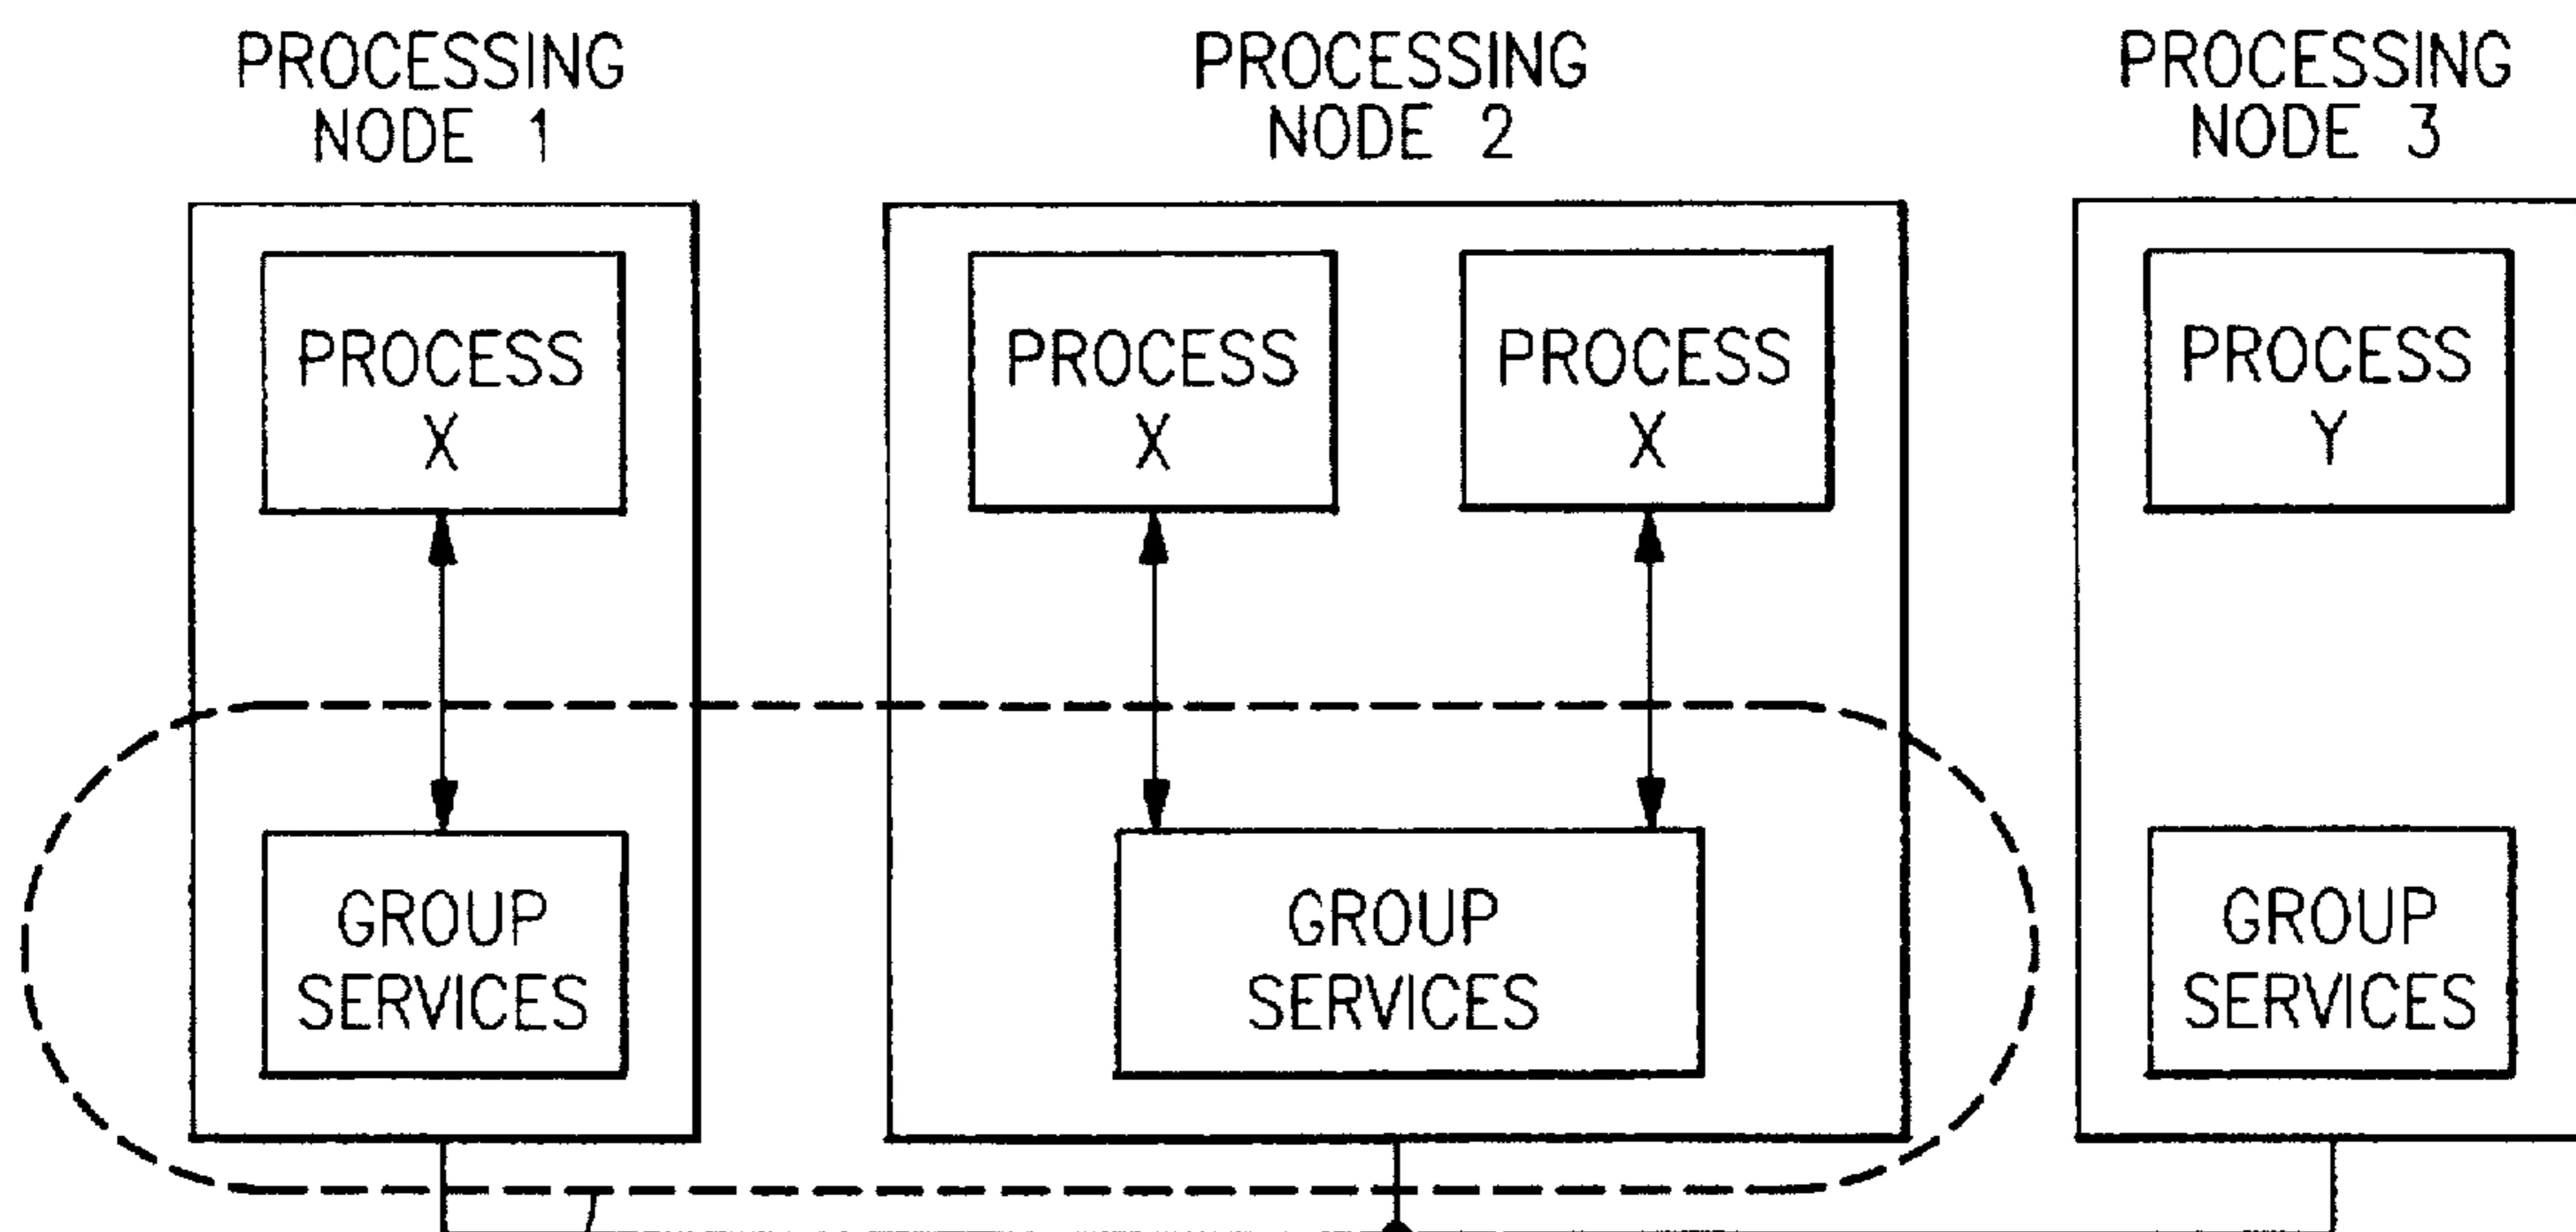 PROCESSING
NODE 1
PROCESSING
NODE 2
PROCESSING
NODE 3
PROCESS
X
PROCESS
X
PROCESS
X
PROCESS
Y
GROUP
SERVICES
GROUP
SERVICES
GROUP
SERVICES